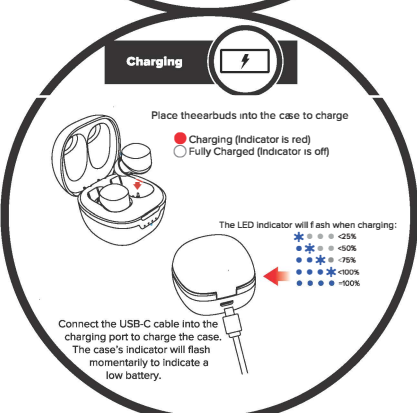 Charging
Place theearbuds into the case to charge
Charging (Indicator is red)
Fully Charged (Indicator is off)
The LED indicator will flash when charging:
<25%
<50%
<75%
<100%
=100%
Connect the USB-C cable into the
charging port to charge the case.
The case's indicator will flash
momentarily to indicate a
low battery.